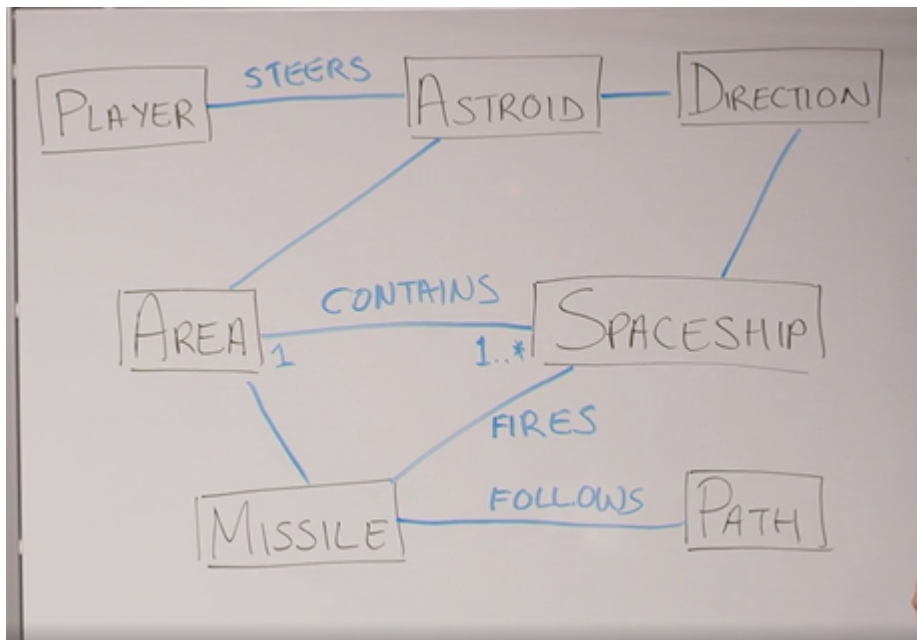 STEERS
PLAYER
ASTROID
DIRECTION
CONTAINS
AREA
SPACESHIP
1
1..*
FIRES
FOLLOWS
MISSILE
PATH